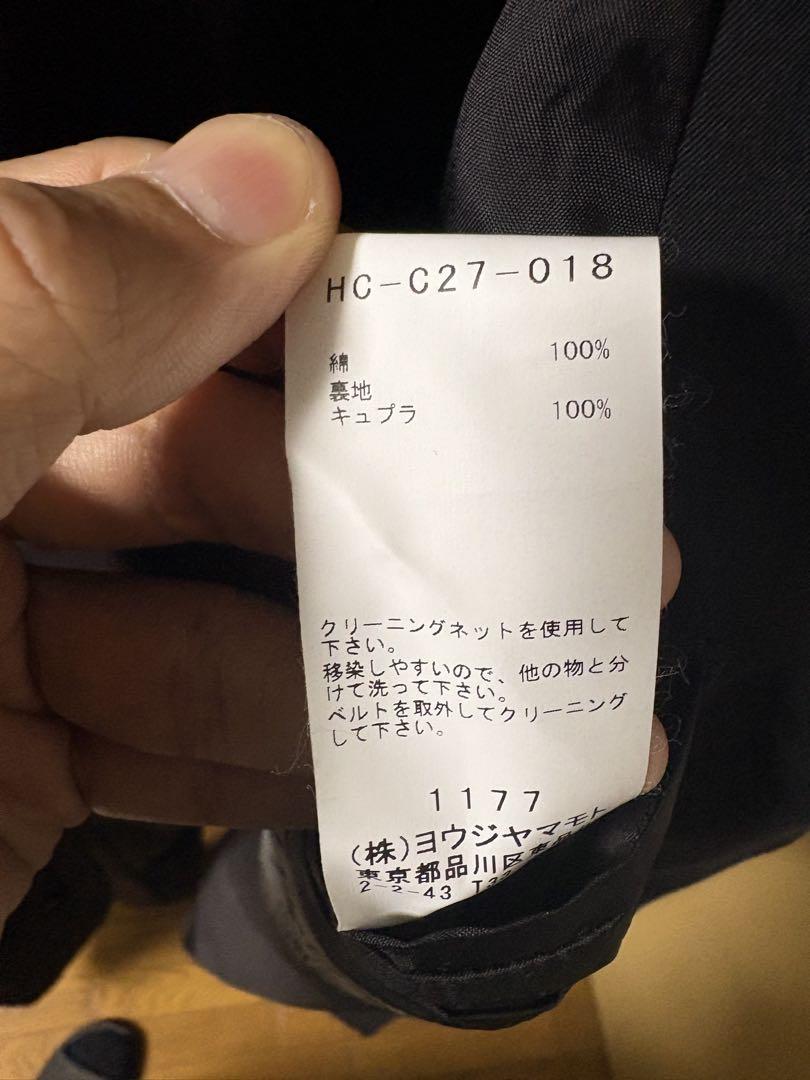 HC-C27-018
綿 100%
裏地
キュプラ 100%
クリーニングネットを使用して
下さい。
移染しやすいので、他の物と分
けて洗って下さい。
ベルトを取外してクリーニング
して下さい。
1177
(株)ヨウジヤマモト
東京都品川区東品
2-2-43